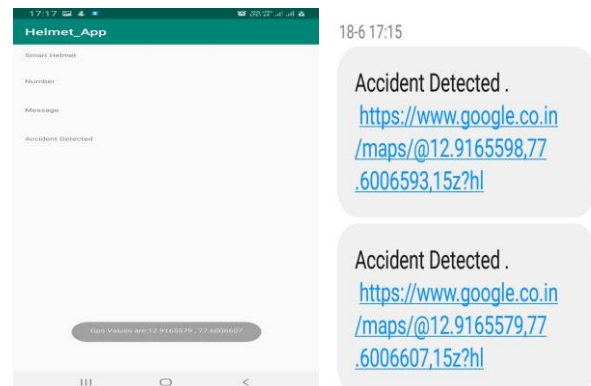 17:17
Helmet_App
Smart Helmet
Number
Message
Accident Detected
Gps Values are:12.9165579 , 77.6006607
18-6 17:15
Accident Detected .
https://www.google.co.in
/maps/@12.9165598,77
.6006593,15z?hl
Accident Detected .
https://www.google.co.in
/maps/@12.9165579,77
.6006607,15z?hl